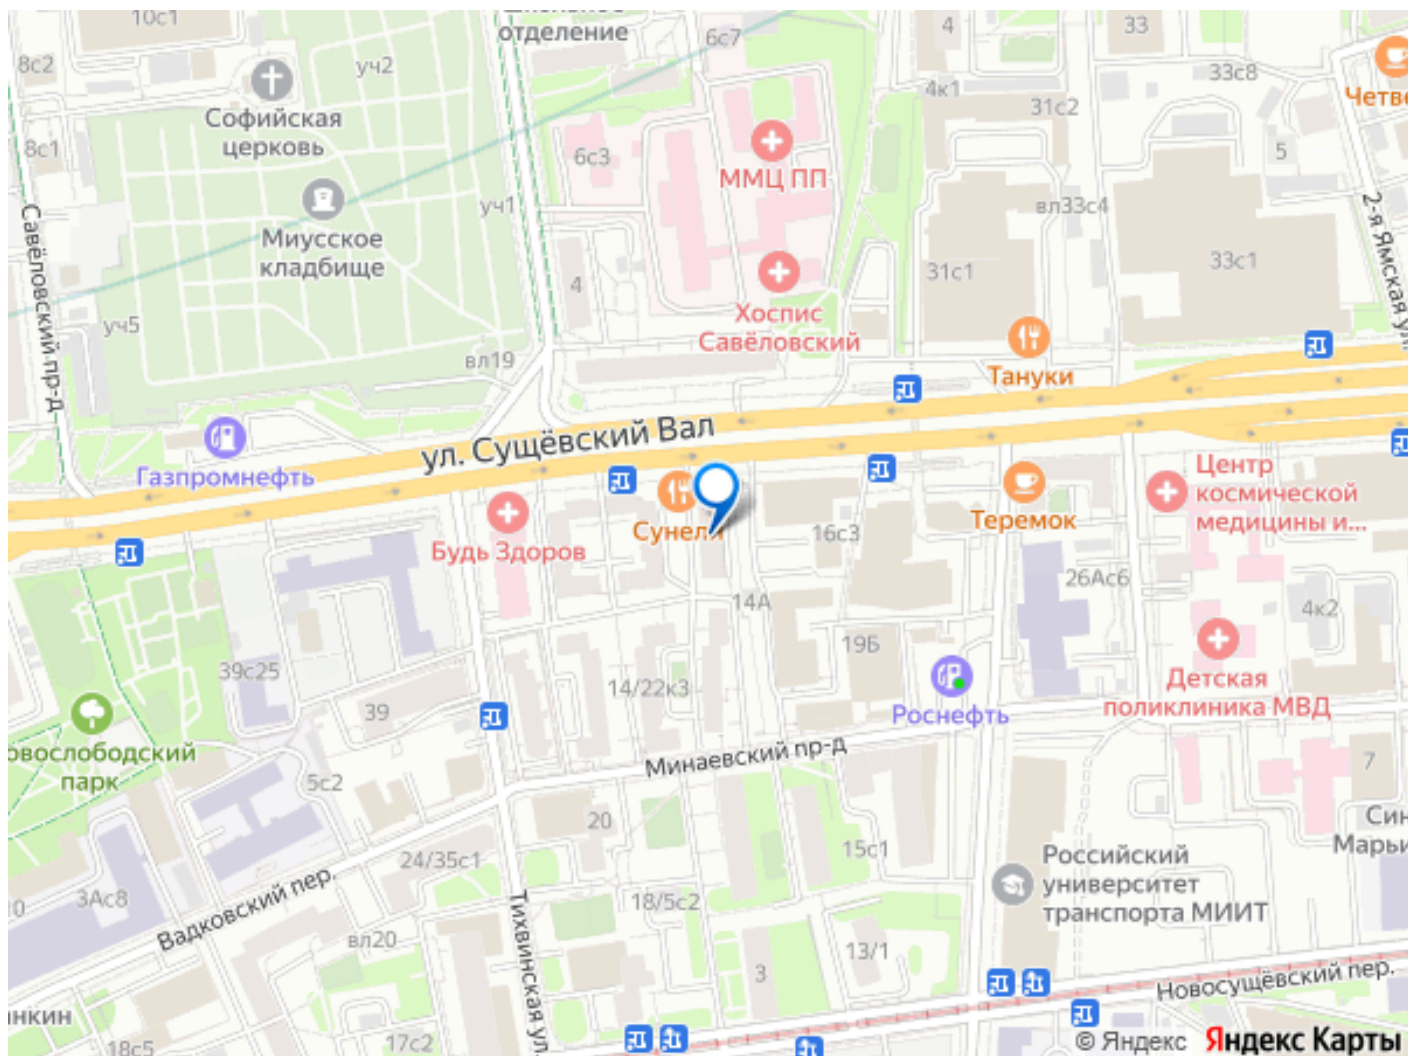 10с1
отделение
6с7
4
33
8с2
уч2
33с8
4к1
31с2
Софийская
церковь
8с1
6с3
5
ММЦ ПП
уч1
вл33с4
2-я Ямская ул.
Савёловский пр-д
Миусское
кладбище
4
31с1
33с1
Хоспис
Савёловский
уч5
вл19
Тануки
ул. Сущёвский Вал
Газпромнефть
Центр
космической
медицины и...
Теремок
Сунели
16с3
Будь Здоров
26Ас6
14А
4к2
19Б
39с25
14/22к3
Детская
поликлиника МВД
39
Роснефть
овослободский
парк
Минаевский пр-д
7
5с2
20
Син
Марьи
24/35с1
15с1
Российский
университет
транспорта МИИТ
3Ас8
10
Вадковский пер.
Тихвинская ул.
18/5с2
вл20
13/1
3
Новосущёвский пер.
нкин
18с5
17с2
© Яндекс Яндекс Карты